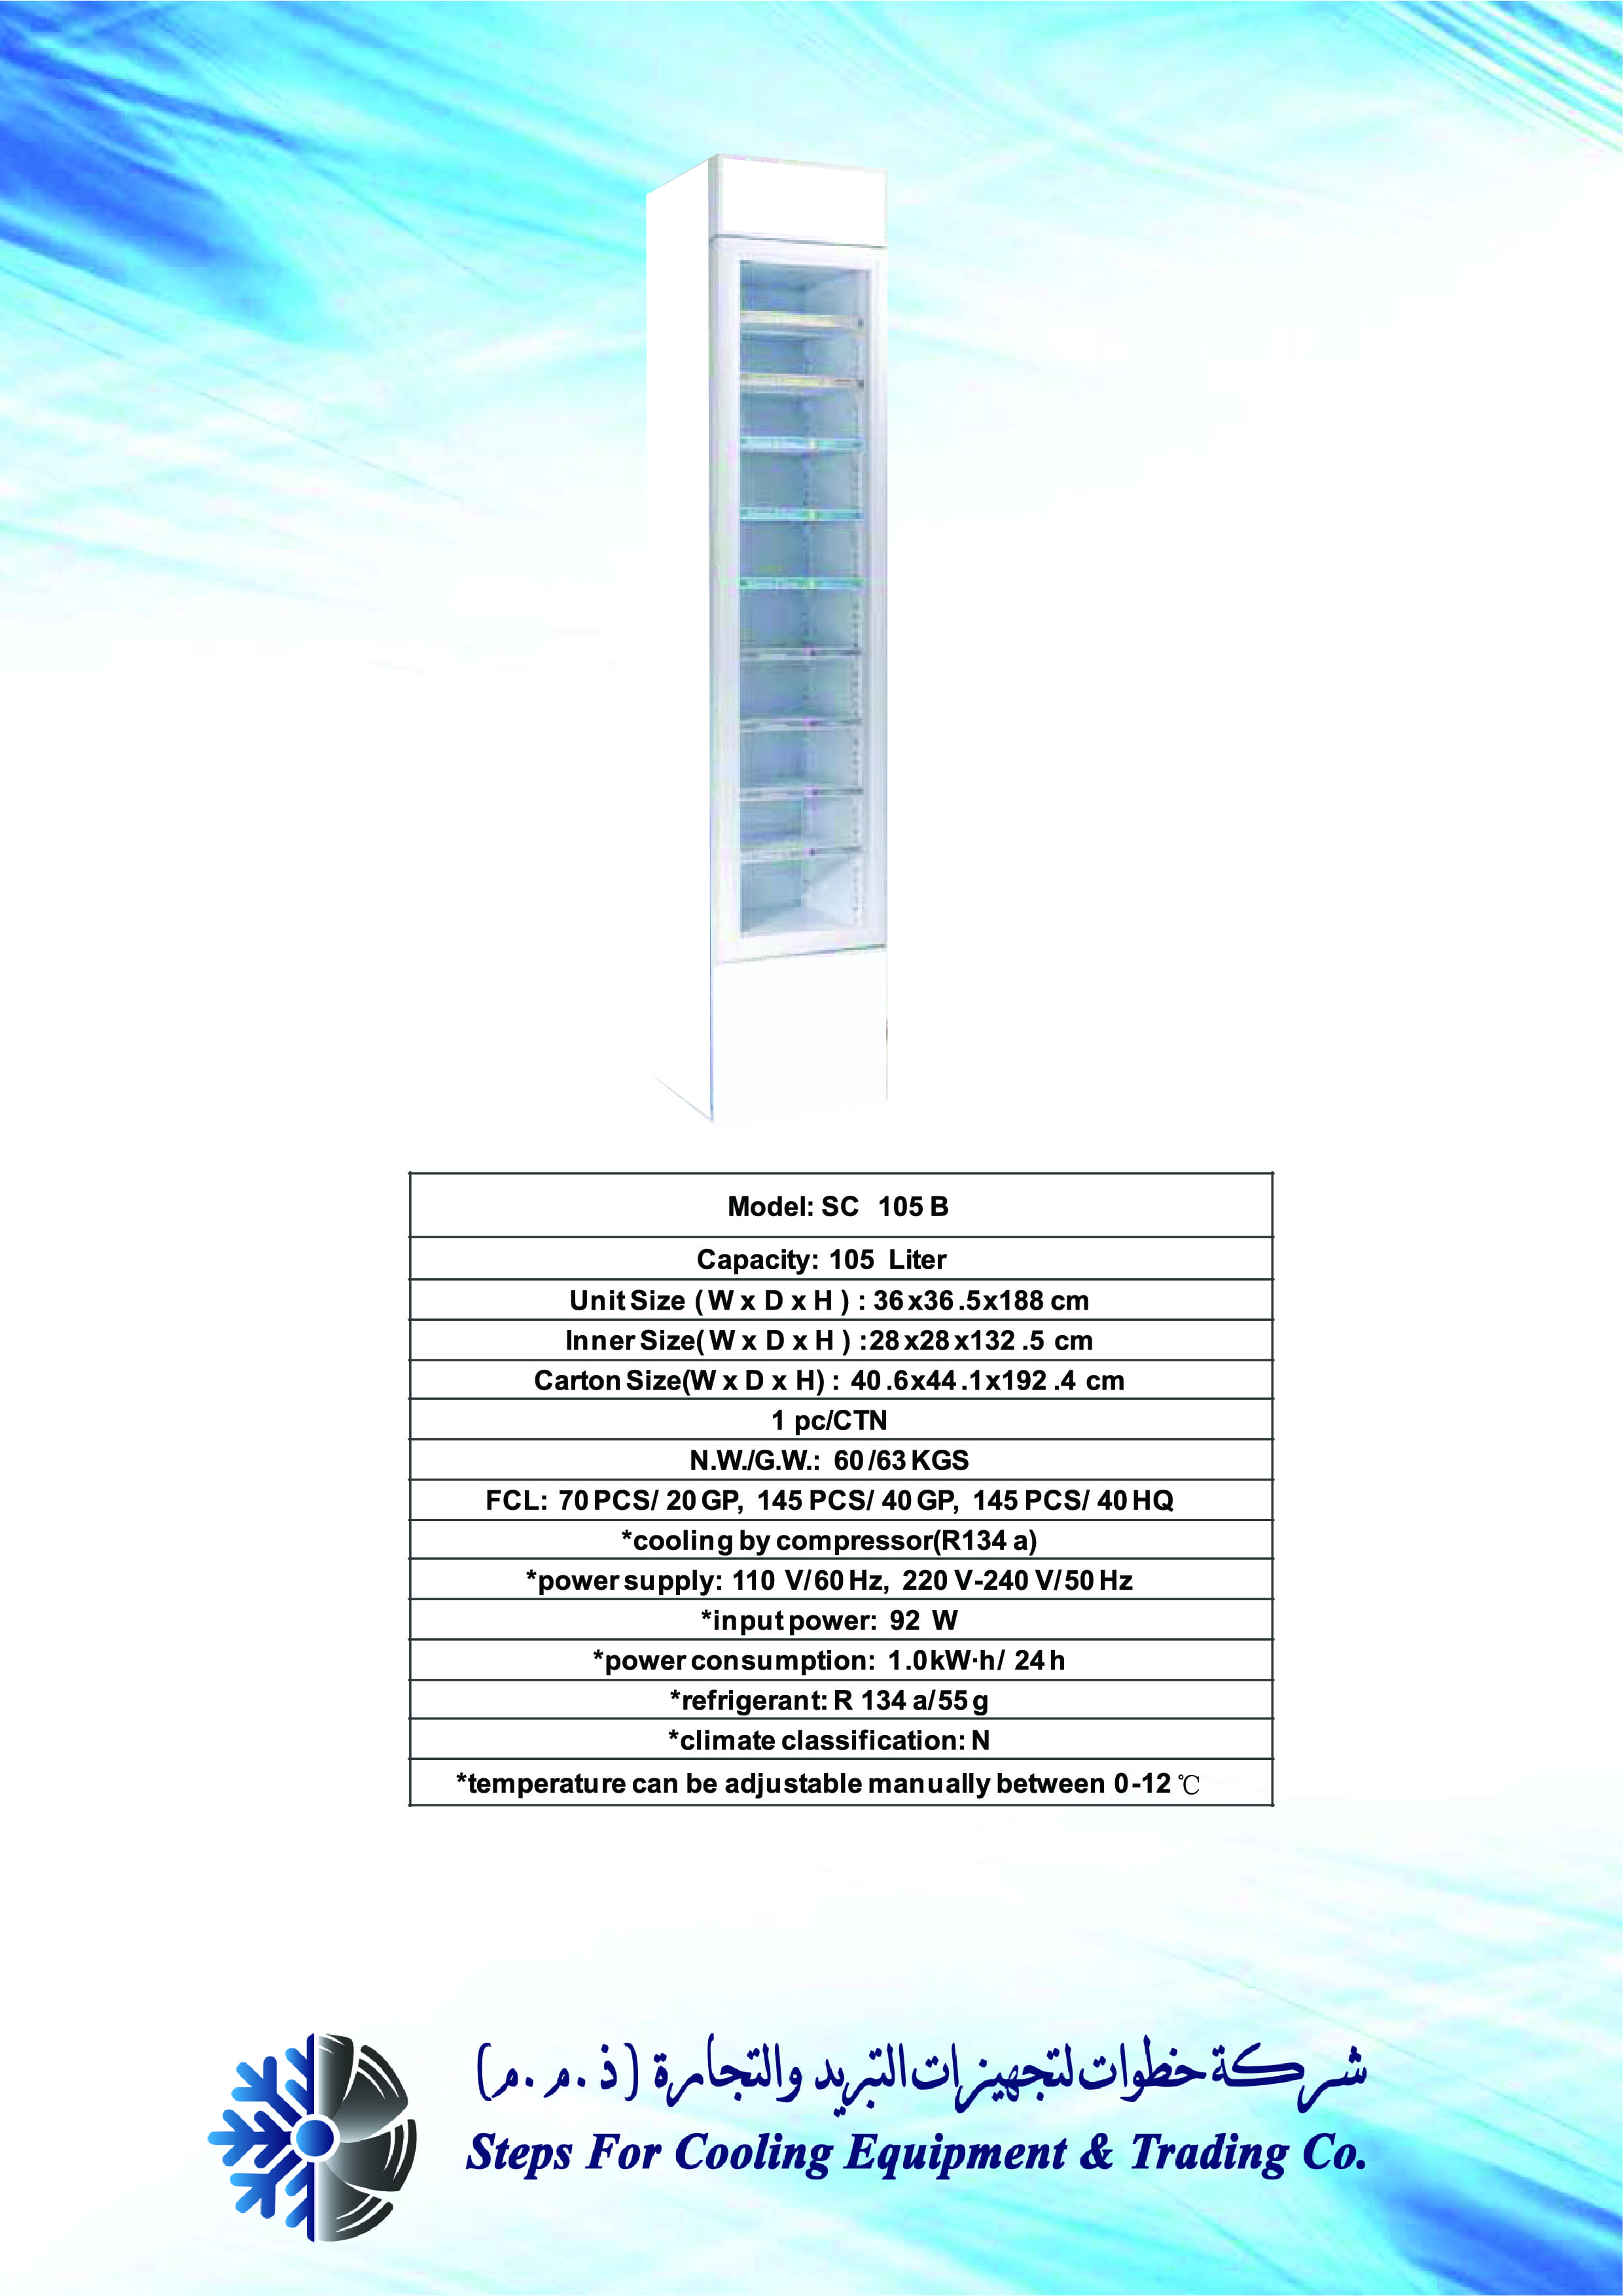 Model: SC 105 B
Capacity: 105 Liter
Unit Size ( W x D x H ) : 36x36.5x188 cm
Inner Size( W x D x H ) :28x28x132.5 cm
Carton Size(W x D x H) : 40.6x44.1x192.4 cm
1 pc/CTN
N.W./G.W.: 60/63 KGS
FCL: 70 PCS/ 20 GP, 145 PCS/ 40 GP, 145 PCS/ 40 HQ
*cooling by compressor(R134 a)
*power supply: 110 V/60 Hz, 220 V-240 V/50 Hz
*input power: 92 W
*power consumption: 1.0kW·h/ 24 h
*refrigerant: R 134 a/55 g
*climate classification: N
*temperature can be adjustable manually between 0-12 ℃
شركة خطوات لتجهيزات التبريد والتجارة (ذ.م.م)
Steps For Cooling Equipment & Trading Co.